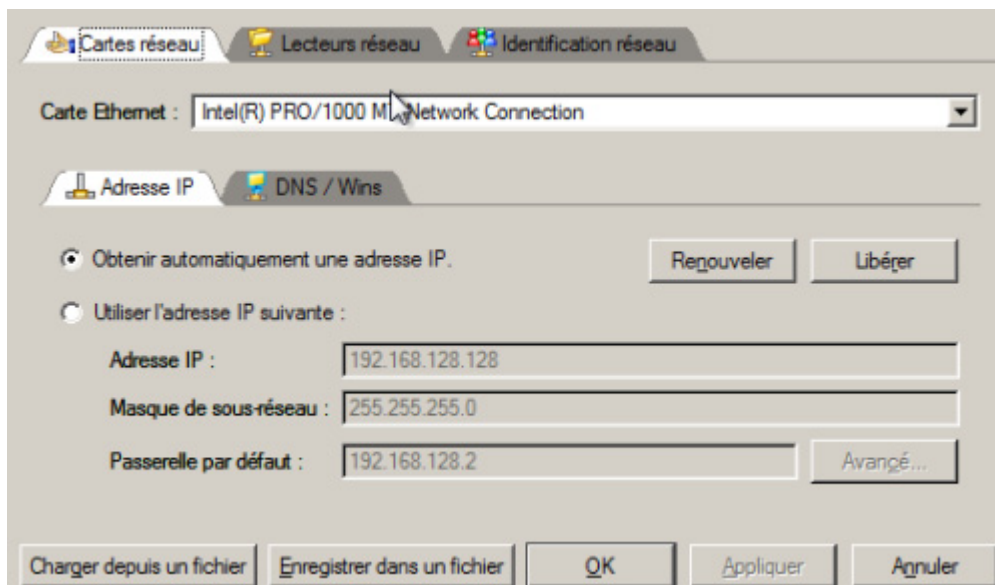 Cartes réseau Lecteurs réseau Identification réseau
Carte Ethernet : Intel(R) PRO/1000 M Network Connection
Adresse IP DNS / Wins
Obtenir automatiquement une adresse IP. Renouveler Libérer
Utiliser l'adresse IP suivante :
Adresse IP : 192.168.128.128
Masque de sous-réseau : 255.255.255.0
Passerelle par défaut : 192.168.128.2 Avancé...
Charger depuis un fichier Enregistrer dans un fichier OK Appliquer Annuler